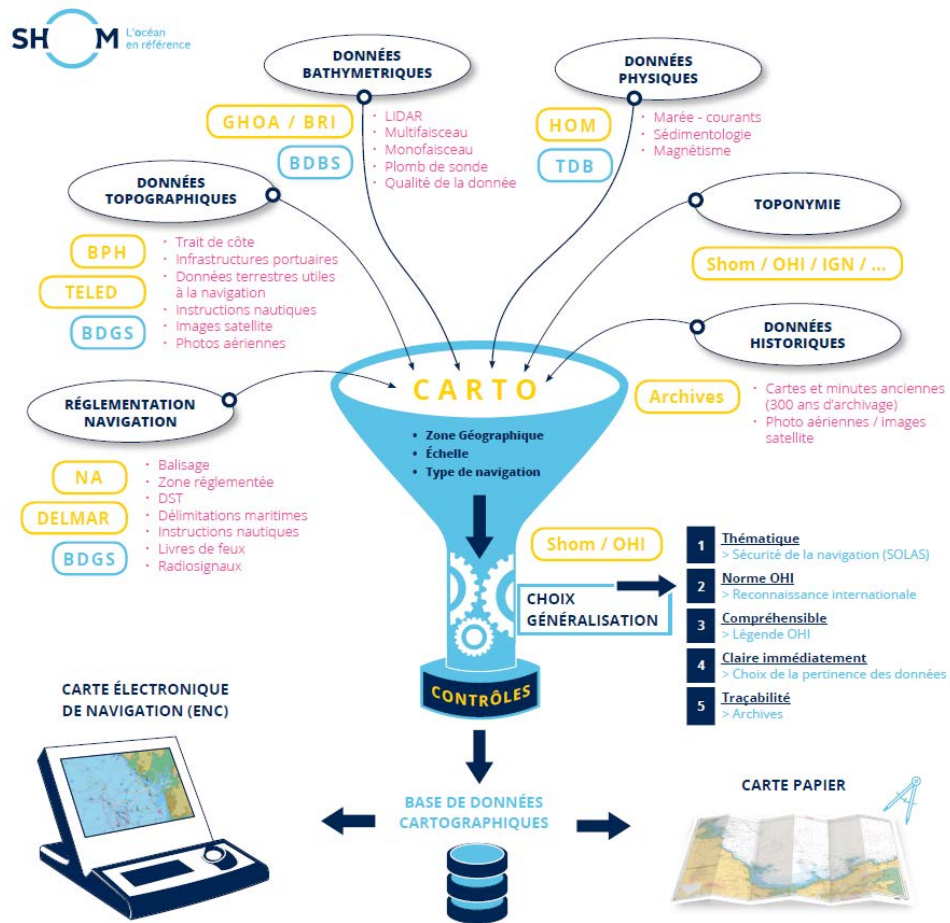 SHOM
L'océan
en référence
DONNÉES
BATHYMETRIQUES
GHOA / BRI
BDBS
· LIDAR
· Multifaisceau
· Monofaisceau
· Plomb de sonde
· Qualité de la donnée
DONNÉES
PHYSIQUES
HOM
TDB
· Marée - courants
· Sédimentologie
· Magnétisme
DONNÉES
TOPOGRAPHIQUES
BPH
TELED
BDGS
· Trait de côte
· Infrastructures portuaires
· Données terrestres utiles
à la navigation
· Instructions nautiques
· Images satellite
· Photos aériennes
TOPONYMIE
Shom / OHI / IGN / ...
DONNÉES
HISTORIQUES
Archives
· Cartes et minutes anciennes
(300 ans d'archivage)
· Photo aériennes / images
satellite
RÉGLEMENTATION
NAVIGATION
NA
DELMAR
BDGS
· Balisage
· Zone réglementée
· DST
· Délimitations maritimes
· Instructions nautiques
· Livres de feux
· Radiosignaux
CARTO
• Zone Géographique
• Échelle
• Type de navigation
Shom / OHI
CHOIX
GÉNÉRALISATION
1 Thématique
> Sécurité de la navigation (SOLAS)
2 Norme OHI
> Reconnaissance internationale
3 Compréhensible
> Légende OHI
4 Claire immédiatement
> Choix de la pertinence des données
5 Traçabilité
> Archives
CONTRÔLES
CARTE ÉLECTRONIQUE
DE NAVIGATION (ENC)
BASE DE DONNÉES
CARTOGRAPHIQUES
CARTE PAPIER